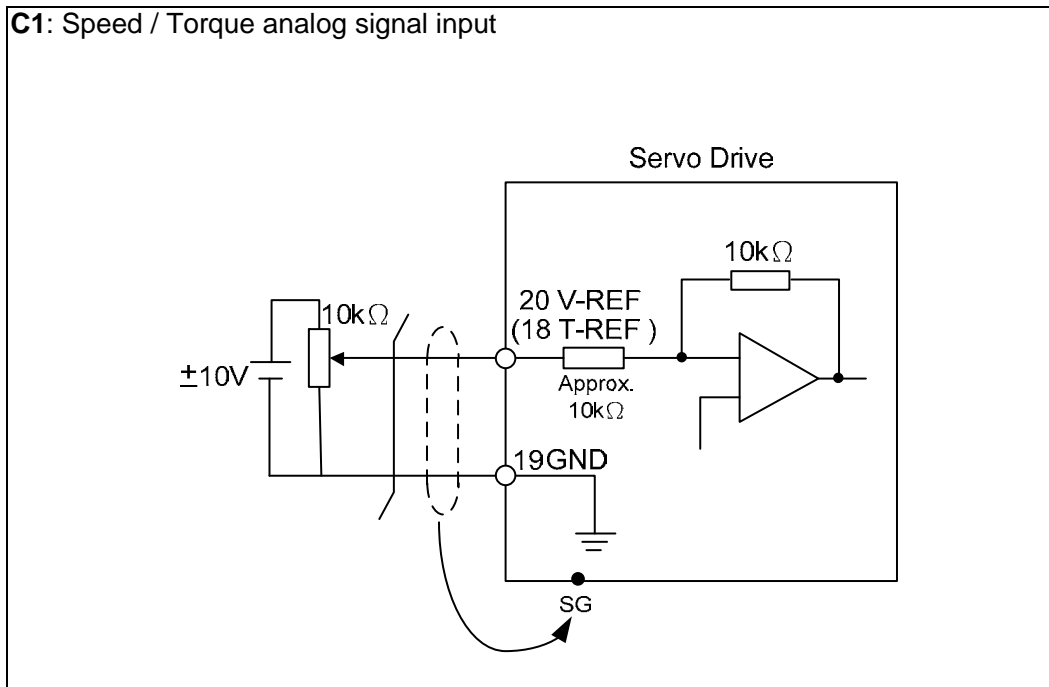 C1: Speed / Torque analog signal input
Servo Drive
10kΩ
20 V-REF
(18 T-REF )
10kΩ
±10V
Approx.
10kΩ
19GND
SG